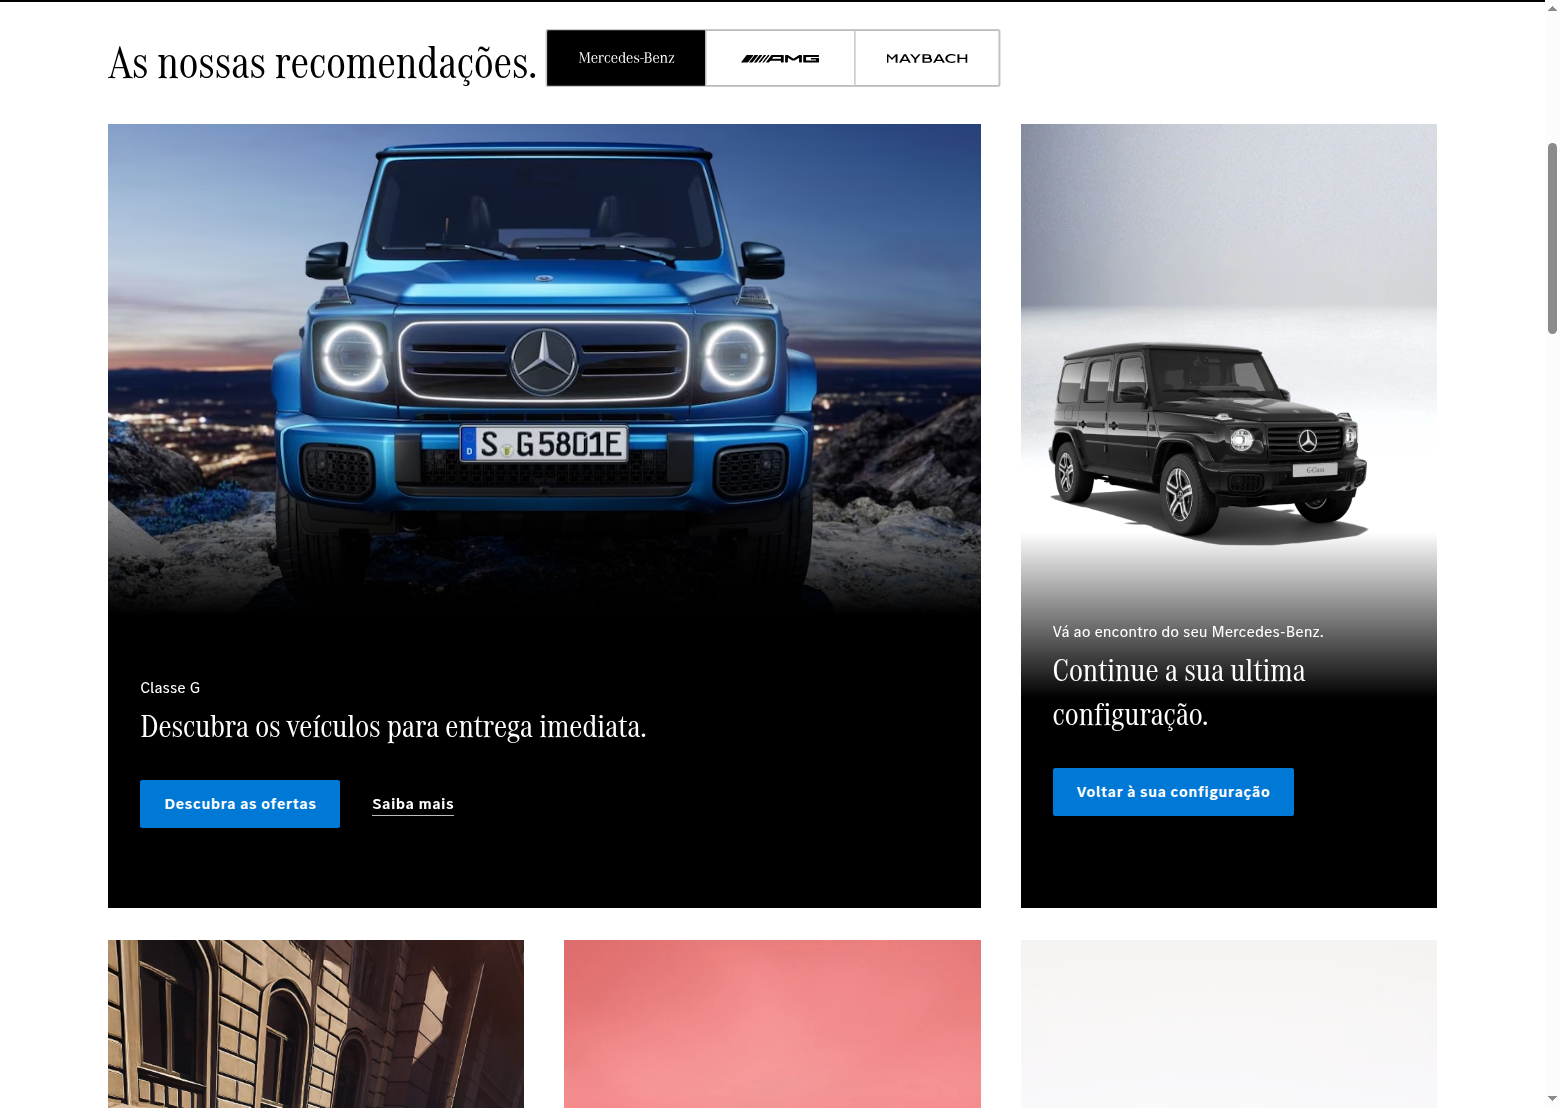 As nossas recomendações.
Mercedes-Benz
AMG
MAYBACH
S G 5801E
D
G-Class
Classe G
Descubra os veículos para entrega imediata.
Descubra as ofertas
Saiba mais
Vá ao encontro do seu Mercedes-Benz.
Continue a sua ultima
configuração.
Voltar à sua configuração